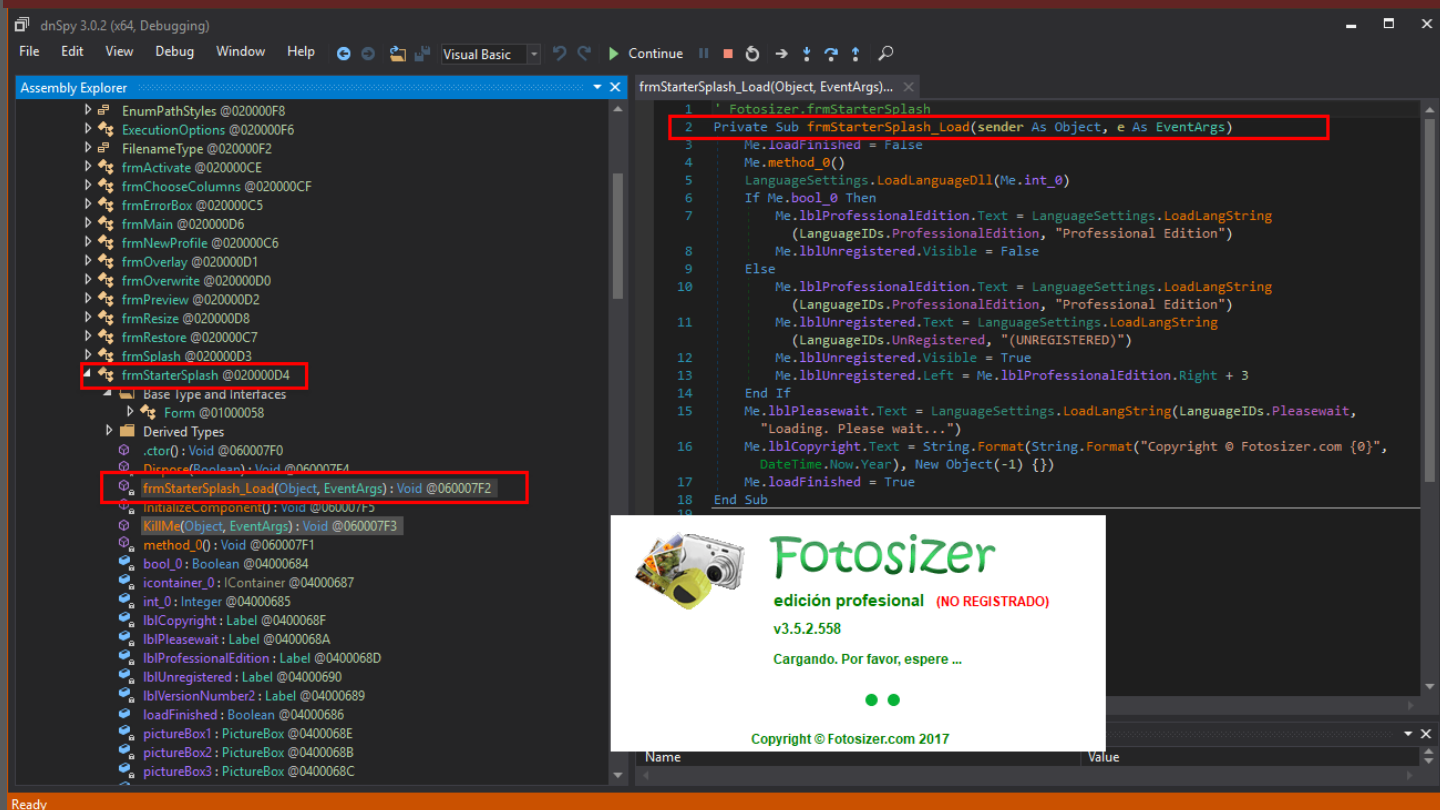 dnSpy 3.0.2 (x64, Debugging)
File Edit View Debug Window Help Visual Basic Continue
Assembly Explorer
EnumPathStyles @020000F8
ExecutionOptions @020000F6
FilenameType @020000F2
frmActivate @020000CE
frmChooseColumns @020000CF
frmErrorBox @020000C5
frmMain @020000D6
frmNewProfile @020000C6
frmOverlay @020000D1
frmOverwrite @020000D0
frmPreview @020000D2
frmResize @020000D8
frmRestore @020000C7
frmSplash @020000D3
frmStarterSplash @020000D4
Base Type and Interfaces
Form @01000058
Derived Types
.ctor() : Void @060007F0
Dispose(Boolean) : Void @060007F4
frmStarterSplash_Load(Object, EventArgs) : Void @060007F2
InitializeComponent() : Void @060007F5
KillMe(Object, EventArgs) : Void @060007F3
method_0() : Void @060007F1
bool_0 : Boolean @04000684
icontainer_0 : IContainer @04000687
int_0 : Integer @04000685
lblCopyright : Label @0400068F
lblPleasewait : Label @0400068A
lblProfessionalEdition : Label @0400068D
lblUnregistered : Label @04000690
lblVersionNumber2 : Label @04000689
loadFinished : Boolean @04000686
pictureBox1 : PictureBox @0400068E
pictureBox2 : PictureBox @0400068B
pictureBox3 : PictureBox @0400068C
frmStarterSplash_Load(Object, EventArgs)...
1 ' Fotosizer.frmStarterSplash
2 Private Sub frmStarterSplash_Load(sender As Object, e As EventArgs)
3 Me.loadFinished = False
4 Me.method_0()
5 LanguageSettings.LoadLanguageDll(Me.int_0)
6 If Me.bool_0 Then
7 Me.lblProfessionalEdition.Text = LanguageSettings.LoadLangString
(LanguageIDs.ProfessionalEdition, "Professional Edition")
8 Me.lblUnregistered.Visible = False
9 Else
10 Me.lblProfessionalEdition.Text = LanguageSettings.LoadLangString
(LanguageIDs.ProfessionalEdition, "Professional Edition")
11 Me.lblUnregistered.Text = LanguageSettings.LoadLangString
(LanguageIDs.UnRegistered, "(UNREGISTERED)")
12 Me.lblUnregistered.Visible = True
13 Me.lblUnregistered.Left = Me.lblProfessionalEdition.Right + 3
14 End If
15 Me.lblPleasewait.Text = LanguageSettings.LoadLangString(LanguageIDs.Pleasewait,
"Loading. Please wait...")
16 Me.lblCopyright.Text = String.Format(String.Format("Copyright © Fotosizer.com {0}",
DateTime.Now.Year), New Object(-1) {})
17 Me.loadFinished = True
18 End Sub
19
Fotosizer
edición profesional (NO REGISTRADO)
v3.5.2.558
Cargando. Por favor, espere ...
Copyright © Fotosizer.com 2017
Name Value
Ready